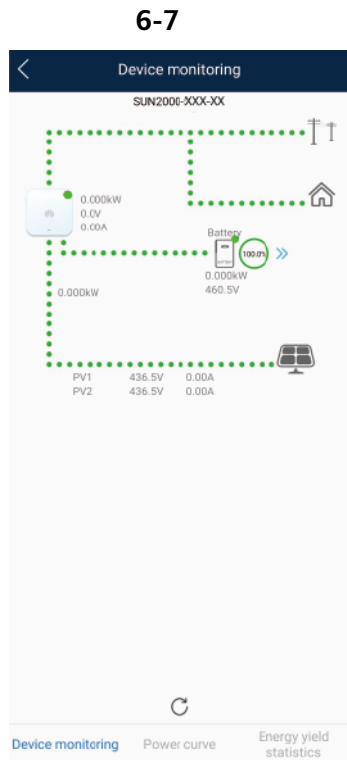 6-7
Device monitoring
SUN2000-XXX-XX
0.000kW
0.0V
0.00A
Battery
100.0%
0.000kW
460.5V
0.000kW
PV1 436.5V 0.00A
PV2 436.5V 0.00A
Device monitoring
Power curve
Energy yield
statistics